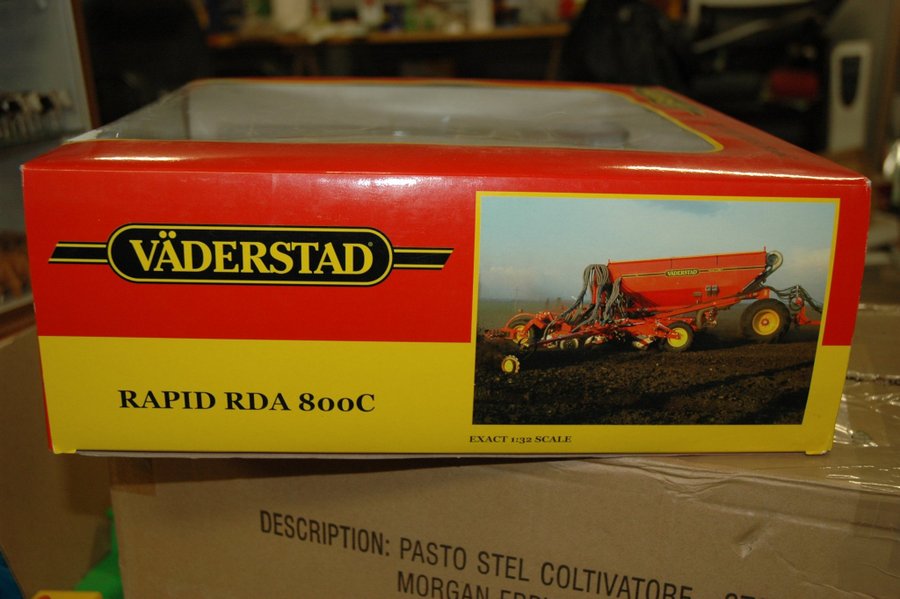 VÄDERSTAD
VÄDERSTAD
RAPID RDA 800C
EXACT 1:32 SCALE
DESCRIPTION: PASTO STEL COLTIVATORE
MORGAN